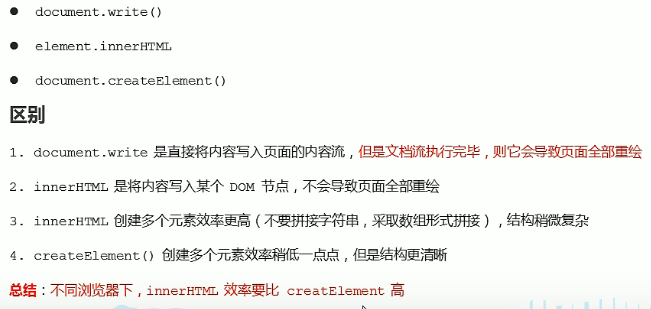 ● document.write()
● element.innerHTML
● document.createElement()
区别
1. document.write 是直接将内容写入页面的内容流，但是文档流执行完毕，则它会导致页面全部重绘
2. innerHTML 是将内容写入某个 DOM 节点，不会导致页面全部重绘
3. innerHTML 创建多个元素效率更高（不要拼接字符串，采取数组形式拼接），结构稍微复杂
4. createElement() 创建多个元素效率稍低一点点，但是结构更清晰
总结：不同浏览器下，innerHTML 效率要比 creatElement 高